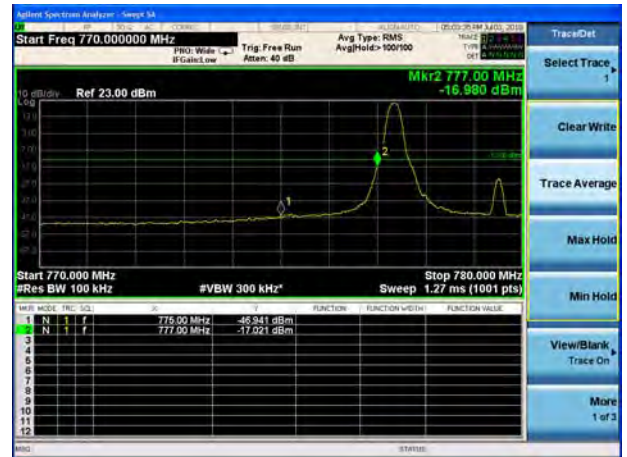 Agilent Spectrum Analyzer - Swept SA
Start Freq 770.000000 MHz
PNO: Wide
IFGain:Low
Trig: Free Run
Atten: 40 dB
Avg Type: RMS
Avg|Hold:>100/100
TRACE
TYPE
DET
Mkr2 777.00 MHz
-16.980 dBm
10 dB/div
Log
Ref 23.00 dBm
2
1
Start 770.000 MHz
Stop 780.000 MHz
#Res BW 100 kHz
#VBW 300 kHz*
Sweep 1.27 ms (1001 pts)
MKR MODE TRC SCL X Y FUNCTION FUNCTION WIDTH FUNCTION VALUE
1 N 1 f 775.00 MHz -46.941 dBm
2 N 1 f 777.00 MHz -17.021 dBm
3
4
5
6
7
8
9
10
11
12
MSG
STATUS
Trace/Det
Select Trace
1
Clear Write
Trace Average
Max Hold
Min Hold
View/Blank
Trace On
More
1 of 3